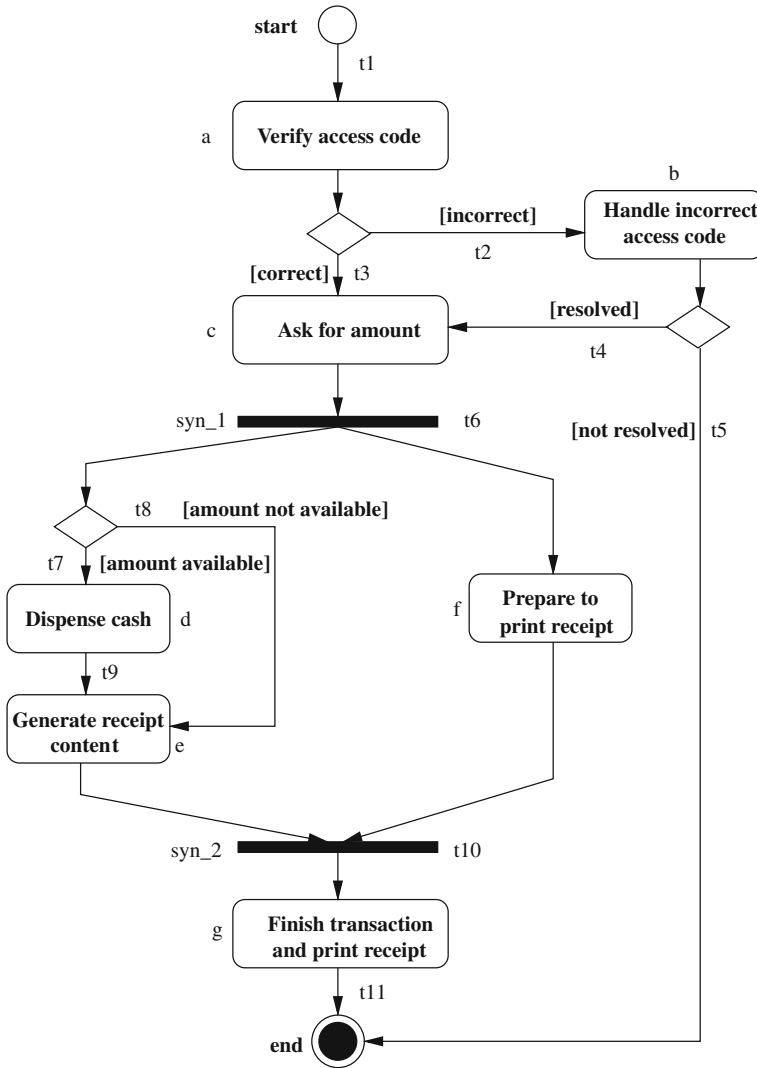 start
t1
a
Verify access code
b
[incorrect]
t2
Handle incorrect
access code
[correct]
t3
c
Ask for amount
[resolved]
t4
syn_1
t6
[not resolved]
t5
t8
[amount not available]
t7
[amount available]
Dispense cash
d
f
Prepare to
print receipt
t9
Generate receipt
content
e
syn_2
t10
g
Finish transaction
and print receipt
t11
end